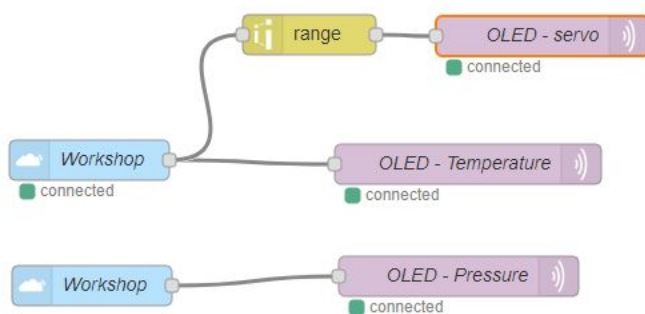 range
OLED - servo
connected
Workshop
connected
OLED - Temperature
connected
Workshop
OLED - Pressure
connected